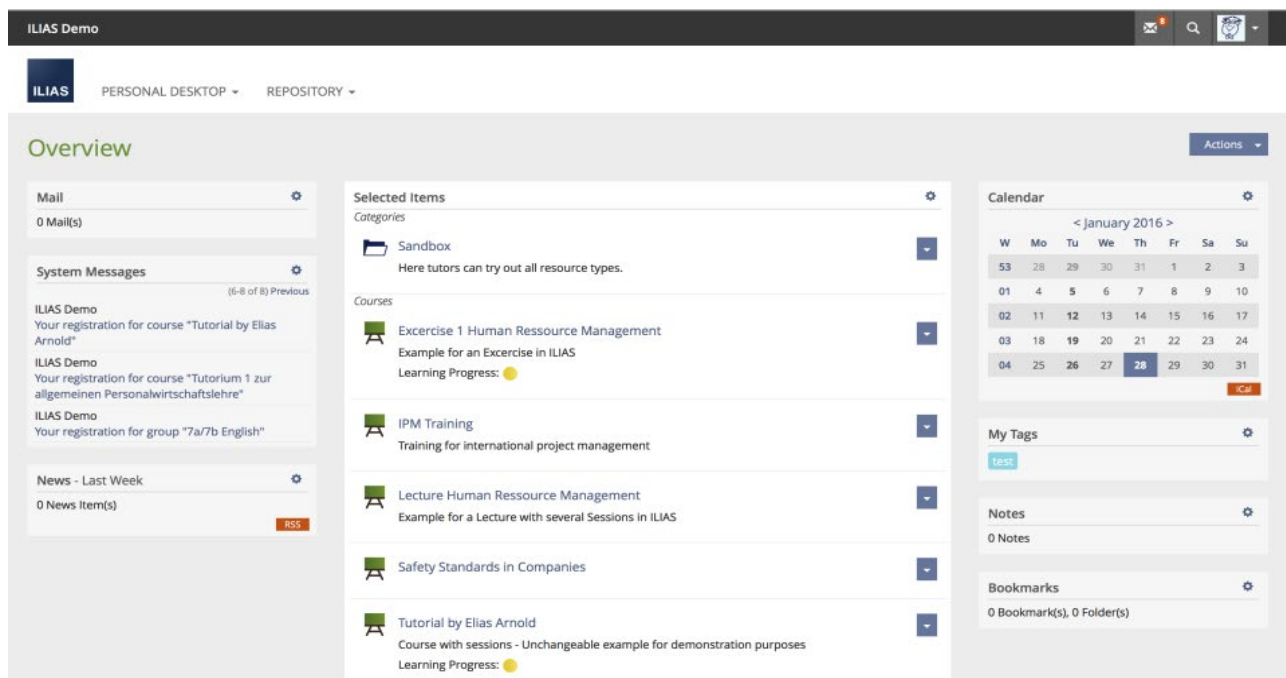 ILIAS Demo
8
ILIAS
PERSONAL DESKTOP
REPOSITORY
Overview
Actions
Mail
0 Mail(s)
System Messages
(6-8 of 8) Previous
ILIAS Demo
Your registration for course "Tutorial by Elias
Arnold"
ILIAS Demo
Your registration for course "Tutorium 1 zur
allgemeinen Personalwirtschaftslehre"
ILIAS Demo
Your registration for group "7a/7b English"
News - Last Week
0 News Item(s)
RSS
Selected Items
Categories
Sandbox
Here tutors can try out all resource types.
Courses
Excercise 1 Human Ressource Management
Example for an Excercise in ILIAS
Learning Progress:
IPM Training
Training for international project management
Lecture Human Ressource Management
Example for a Lecture with several Sessions in ILIAS
Safety Standards in Companies
Tutorial by Elias Arnold
Course with sessions - Unchangeable example for demonstration purposes
Learning Progress:
Calendar
< January 2016 >
W Mo Tu We Th Fr Sa Su
53 28 29 30 31 1 2 3
01 4 5 6 7 8 9 10
02 11 12 13 14 15 16 17
03 18 19 20 21 22 23 24
04 25 26 27 28 29 30 31
iCal
My Tags
test
Notes
0 Notes
Bookmarks
0 Bookmark(s), 0 Folder(s)